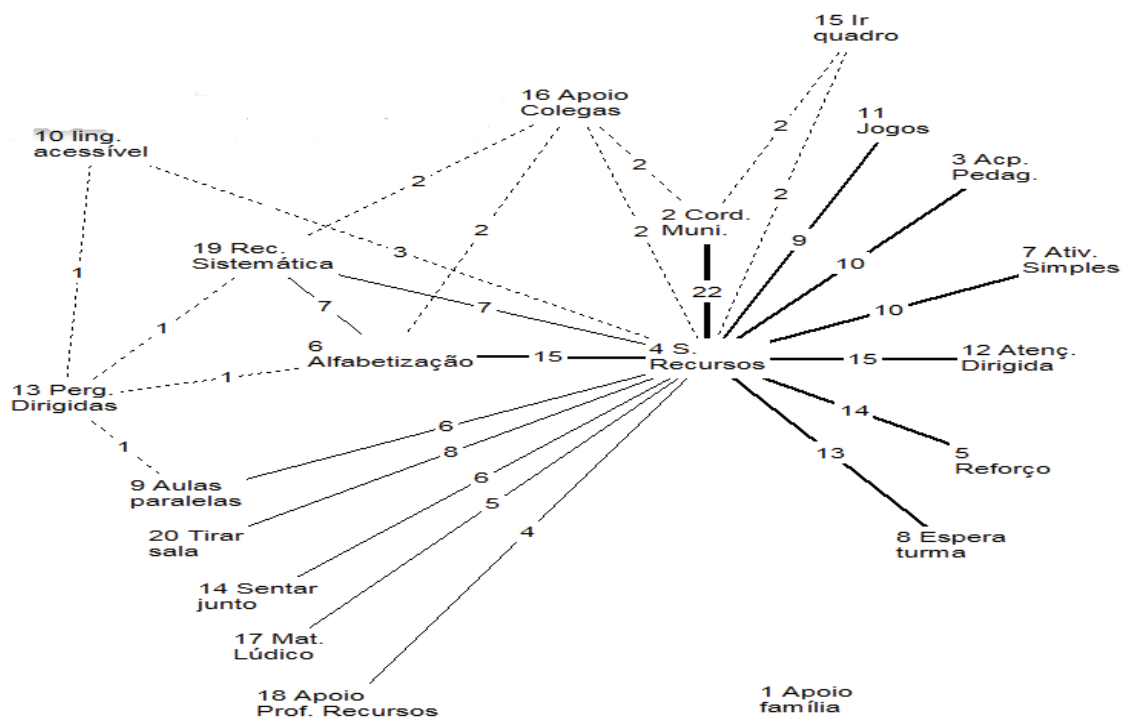 15 Ir
quadro
16 Apoio
Colegas
11
Jogos
10 ling.
acessível
3 Acp.
Pedag.
2
2
2
2
2 Cord.
Muni.
2
2
19 Rec.
Sistemática
3
9
10
7 Ativ.
Simples
1
22
7
7
10
1
6
Alfabetização
15
4 S.
Recursos
15
12 Atenç.
Dirigida
1
13 Perg.
Dirigidas
14
6
1
8
13
5
Reforço
9 Aulas
paralelas
6
5
20 Tirar
sala
4
8 Espera
turma
14 Sentar
junto
17 Mat.
Lúdico
18 Apoio
Prof. Recursos
1 Apoio
família